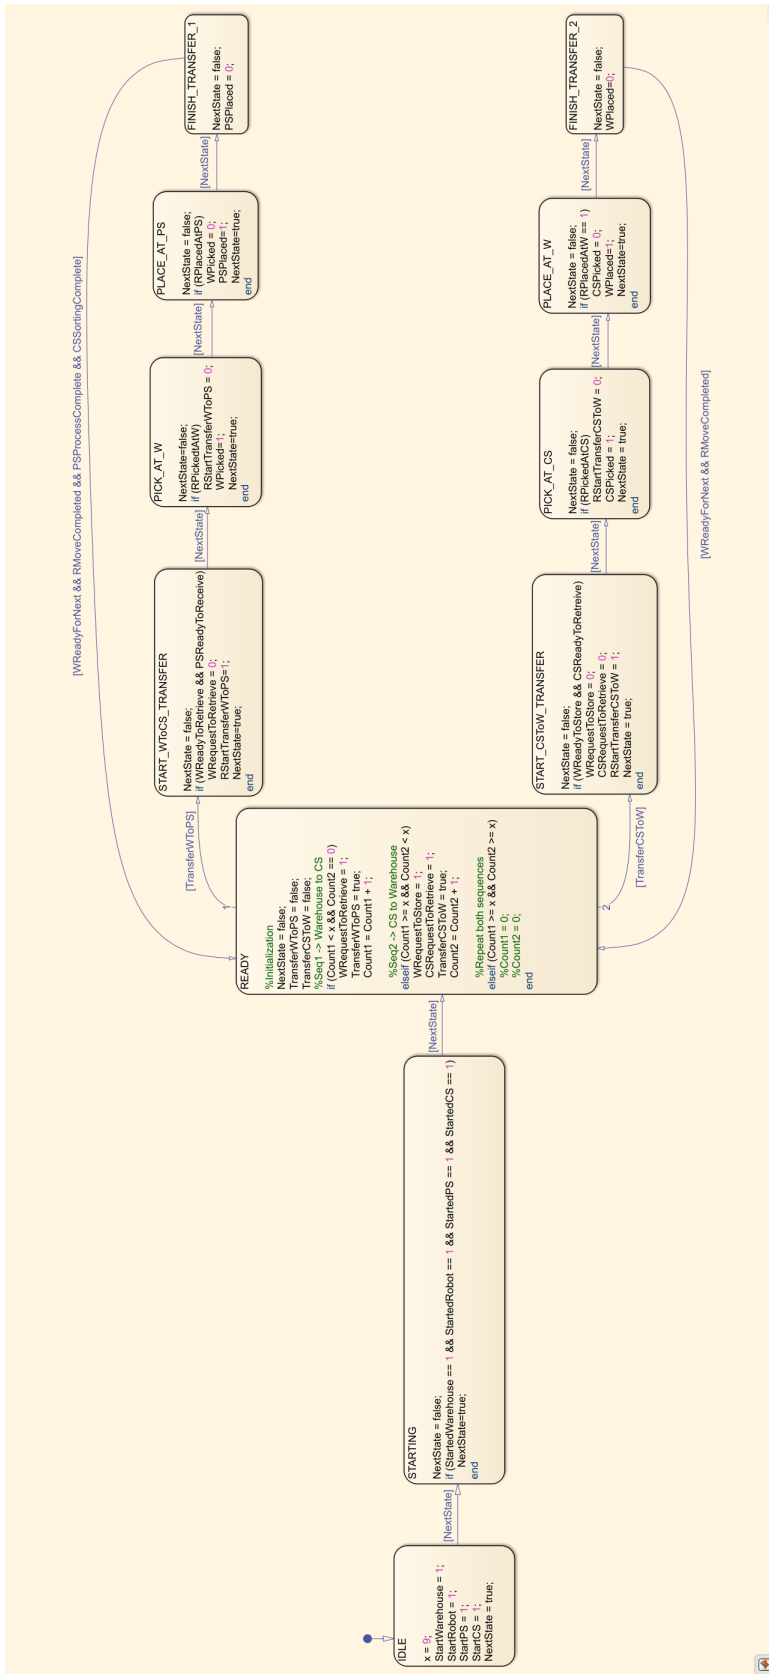 IDLE
x = 9;
StartWarehouse = 1;
StartRobot = 1;
StartPS = 1;
StartCS = 1;
NextState = true;
[NextState]
STARTING
NextState = false;
if (StartedWarehouse == 1 && StartedRobot == 1 && StartedPS == 1 && StartedCS == 1)
NextState=true;
end
[NextState]
READY
%Initialization
NextState = false;
TransferWToPS = false;
TransferCSToW = false;
%Seq1 -> Warehouse to CS
if (Count1 < x && Count2 == 0)
WRequestToRetrieve = 1;
TransferWToPS = true;
Count1 = Count1 + 1;
%Seq2 -> CS to Warehouse
elseif (Count1 >= x && Count2 < x)
WRequestToStore = 1;
CSRequestToRetrieve = 1;
TransferCSToW = true;
Count2 = Count2 + 1;
%Repeat both sequences
elseif (Count1 >= x && Count2 >= x)
%Count1 = 0;
%Count2 = 0;
end
1
[TransferWToPS]
START_WToCS_TRANSFER
NextState = false;
if (WReadyToRetrieve && PSReadyToReceive)
WRequestToRetrieve = 0;
RStartTransferWToPS=1;
NextState=true;
end
[NextState]
PICK_AT_W
NextState=false;
if (RPickedtAtW)
RStartTransferWToPS = 0;
WPicked=1;
NextState=true;
end
[NextState]
PLACE_AT_PS
NextState = false;
if (RPlacedAtPS)
WPicked = 0;
PSPlaced=1;
NextState=true;
end
[NextState]
FINISH_TRANSFER_1
NextState = false;
PSPlaced = 0;
[WReadyForNext && RMoveCompleted && PSProcessComplete && CSSortingComplete]
2
[TransferCSToW]
START_CSToW_TRANSFER
NextState = false;
if (WReadyToStore && CSReadyToRetreive)
WRequestToStore = 0;
CSRequestToRetrieve = 0;
RStartTransferCSToW = 1;
NextState = true;
end
[NextState]
PICK_AT_CS
NextState = false;
if (RPickedAtCS)
RStartTransferCSToW = 0;
CSPicked = 1;
NextState = true;
end
[NextState]
PLACE_AT_W
NextState = false;
if (RPlacedAtW == 1)
CSPicked = 0;
WPlaced=1;
NextState=true;
end
[NextState]
FINISH_TRANSFER_2
NextState = false;
WPlaced=0;
[WReadyForNext && RMoveCompleted]